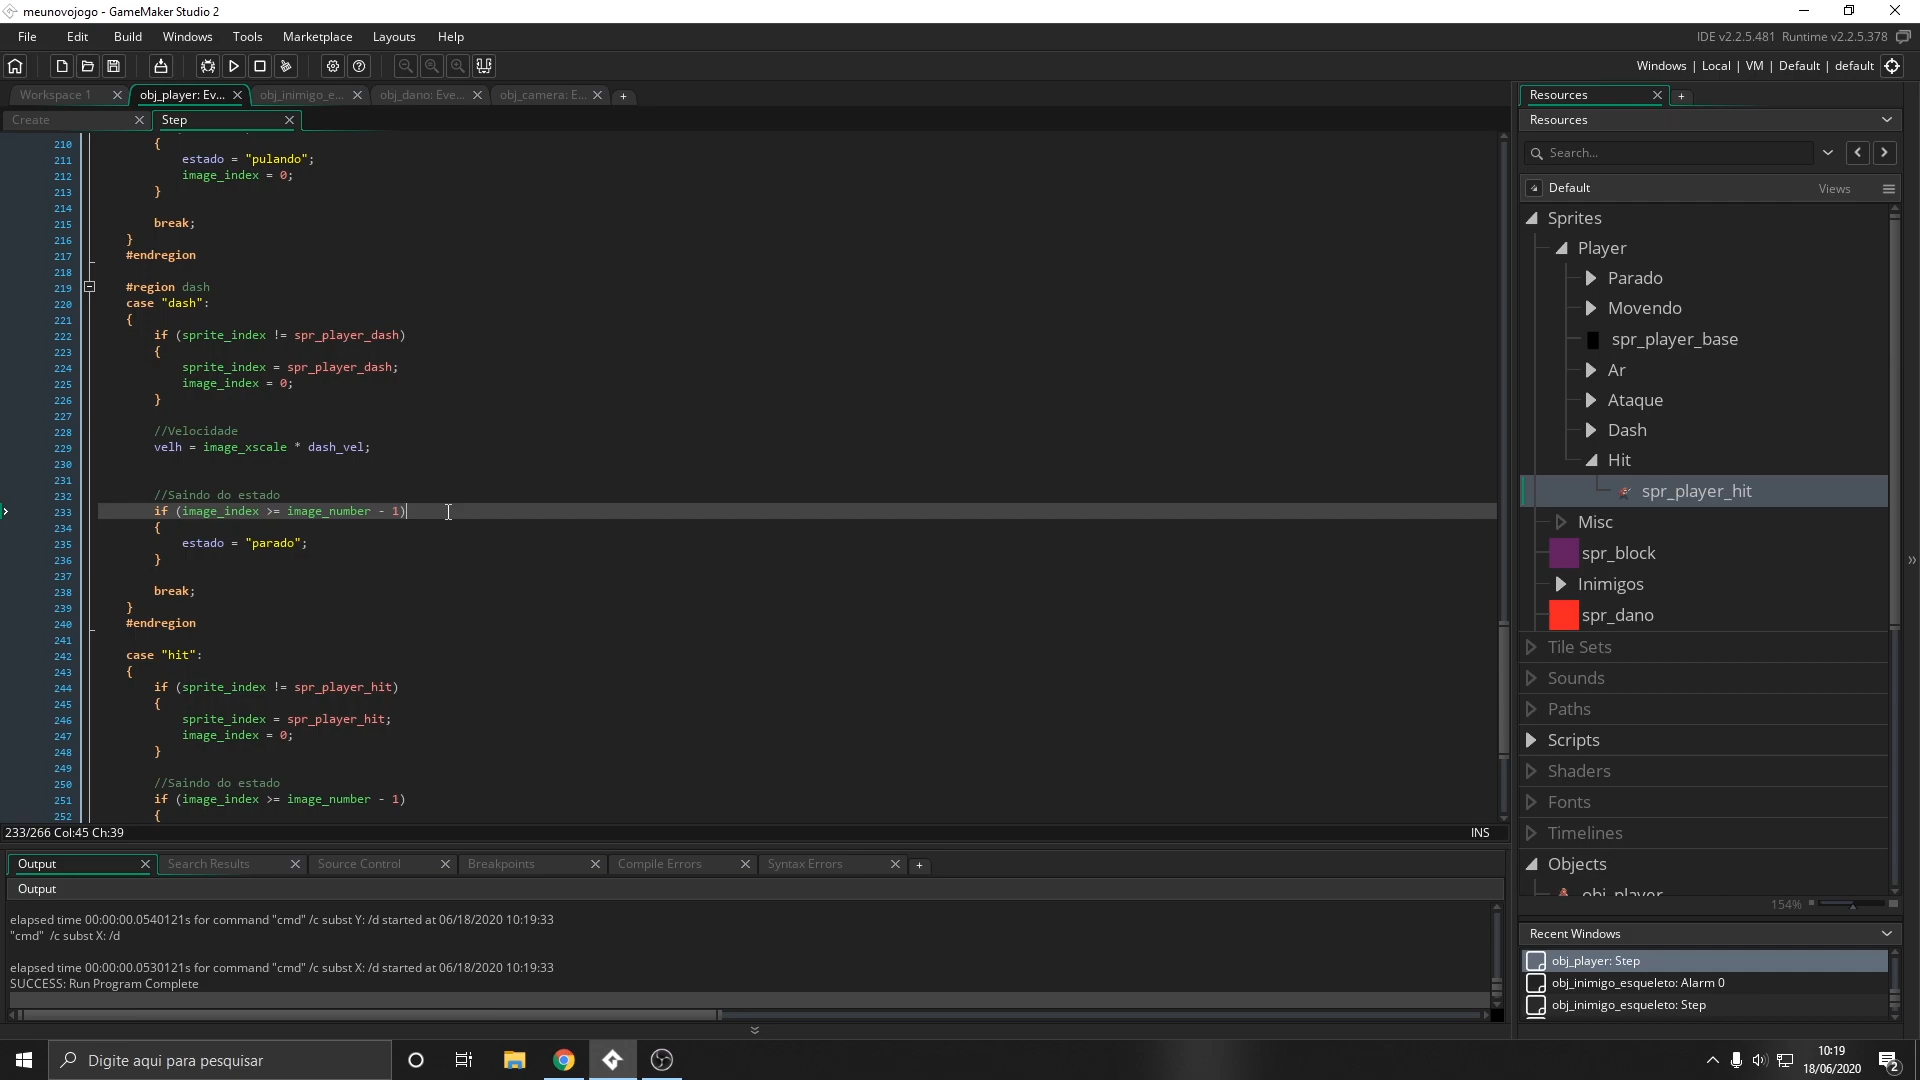 meunovojogo - GameMaker Studio 2
File Edit Build Windows Tools Marketplace Layouts Help
IDE v2.2.5.481 Runtime v2.2.5.378
Windows | Local | VM | Default | default
Workspace 1
obj_player: Ev...
obj_inimigo_e...
obj_dano: Eve...
obj_camera: E...
Create
Step
210 {
211 estado = "pulando";
212 image_index = 0;
213 }
214
215 break;
216 }
217 #endregion
218
219 #region dash
220 case "dash":
221 {
222 if (sprite_index != spr_player_dash)
223 {
224 sprite_index = spr_player_dash;
225 image_index = 0;
226 }
227
228 //Velocidade
229 velh = image_xscale * dash_vel;
230
231
232 //Saindo do estado
233 if (image_index >= image_number - 1)
234 {
235 estado = "parado";
236 }
237
238 break;
239 }
240 #endregion
241
242 case "hit":
243 {
244 if (sprite_index != spr_player_hit)
245 {
246 sprite_index = spr_player_hit;
247 image_index = 0;
248 }
249
250 //Saindo do estado
251 if (image_index >= image_number - 1)
252 {
233/266 Col:45 Ch:39
INS
Output
Search Results
Source Control
Breakpoints
Compile Errors
Syntax Errors
Output
elapsed time 00:00:00.0540121s for command "cmd" /c subst Y: /d started at 06/18/2020 10:19:33
"cmd" /c subst X: /d
elapsed time 00:00:00.0530121s for command "cmd" /c subst X: /d started at 06/18/2020 10:19:33
SUCCESS: Run Program Complete
Resources
Resources
Search...
Default
Views
Sprites
Player
Parado
Movendo
spr_player_base
Ar
Ataque
Dash
Hit
spr_player_hit
Misc
spr_block
Inimigos
spr_dano
Tile Sets
Sounds
Paths
Scripts
Shaders
Fonts
Timelines
Objects
obj_player
154%
Recent Windows
obj_player: Step
obj_inimigo_esqueleto: Alarm 0
obj_inimigo_esqueleto: Step
Digite aqui para pesquisar
10:19
18/06/2020
2